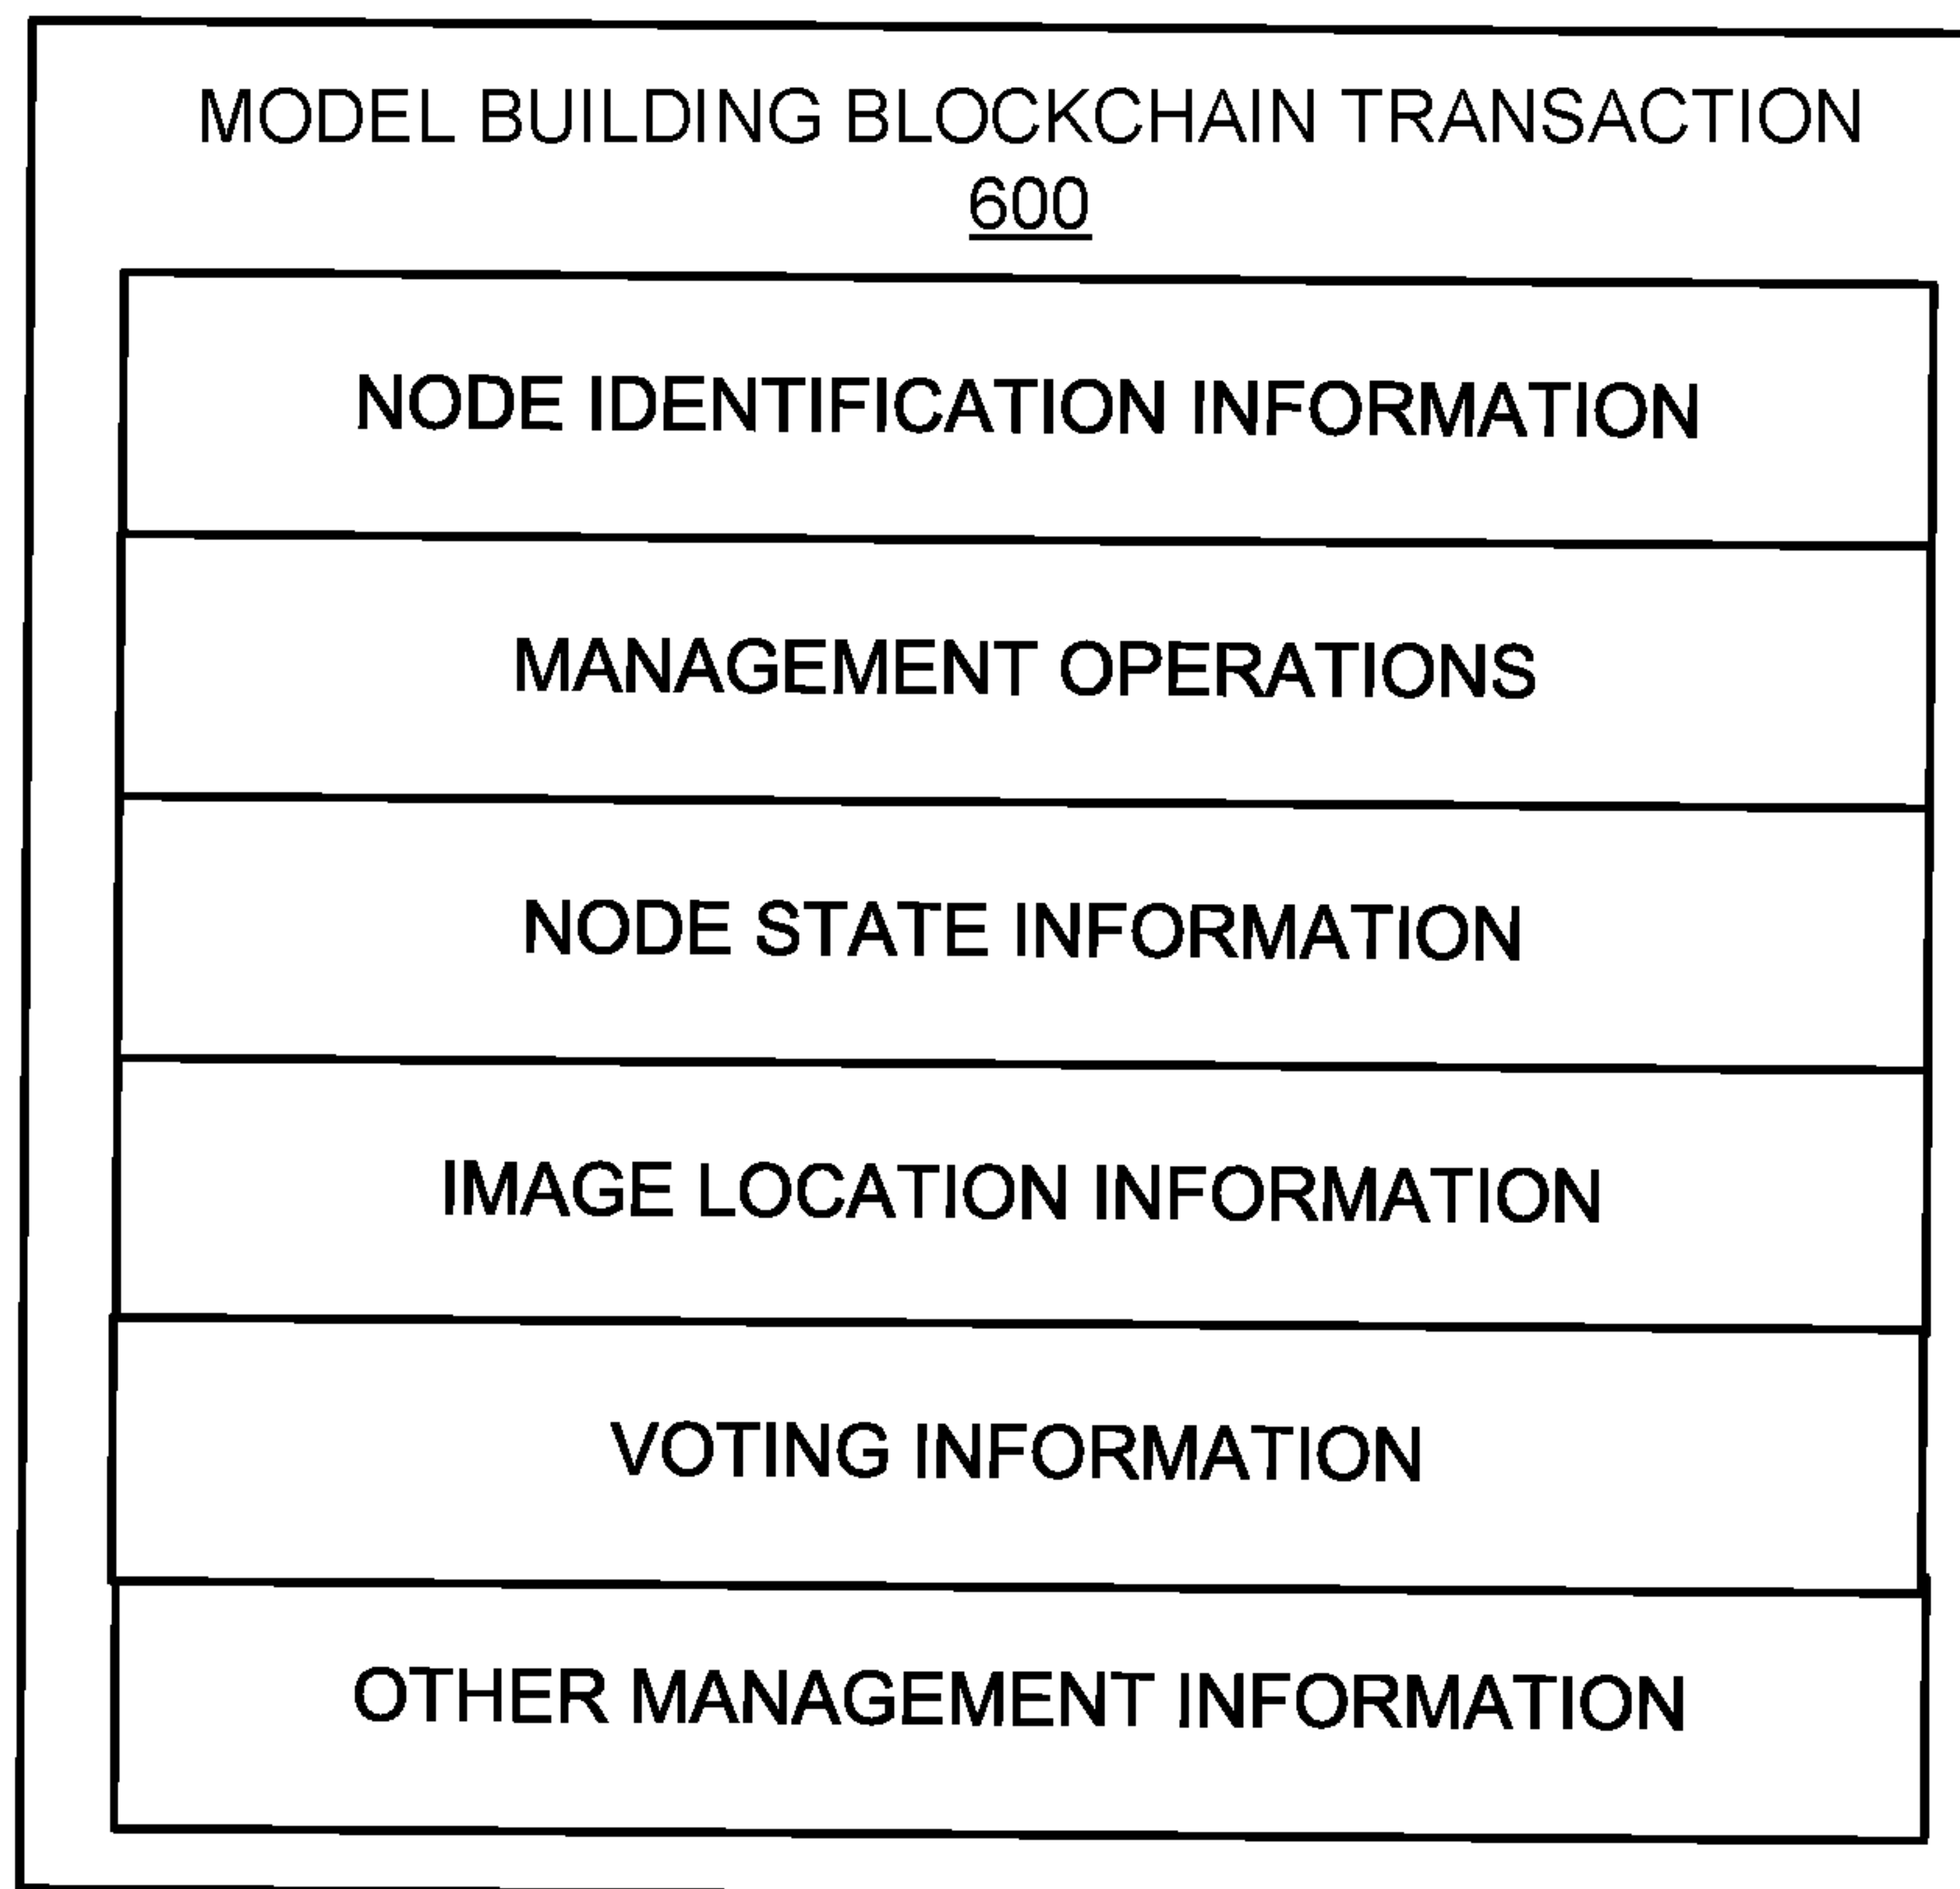 MODEL BUILDING BLOCKCHAIN TRANSACTION
600
NODE IDENTIFICATION INFORMATION
MANAGEMENT OPERATIONS
NODE STATE INFORMATION
IMAGE LOCATION INFORMATION
VOTING INFORMATION
OTHER MANAGEMENT INFORMATION